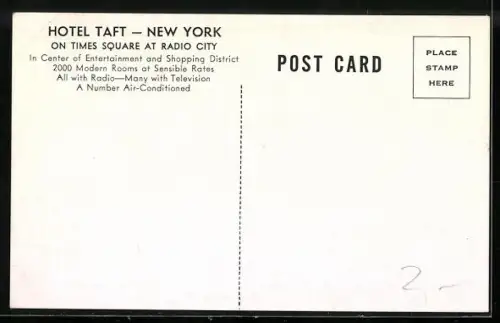 HOTEL TAFT — NEW YORK
ON TIMES SQUARE AT RADIO CITY
In Center of Entertainment and Shopping District
2000 Modern Rooms at Sensible Rates
All with Radio—Many with Television
A Number Air-Conditioned
POST CARD
PLACE
STAMP
HERE
2.-